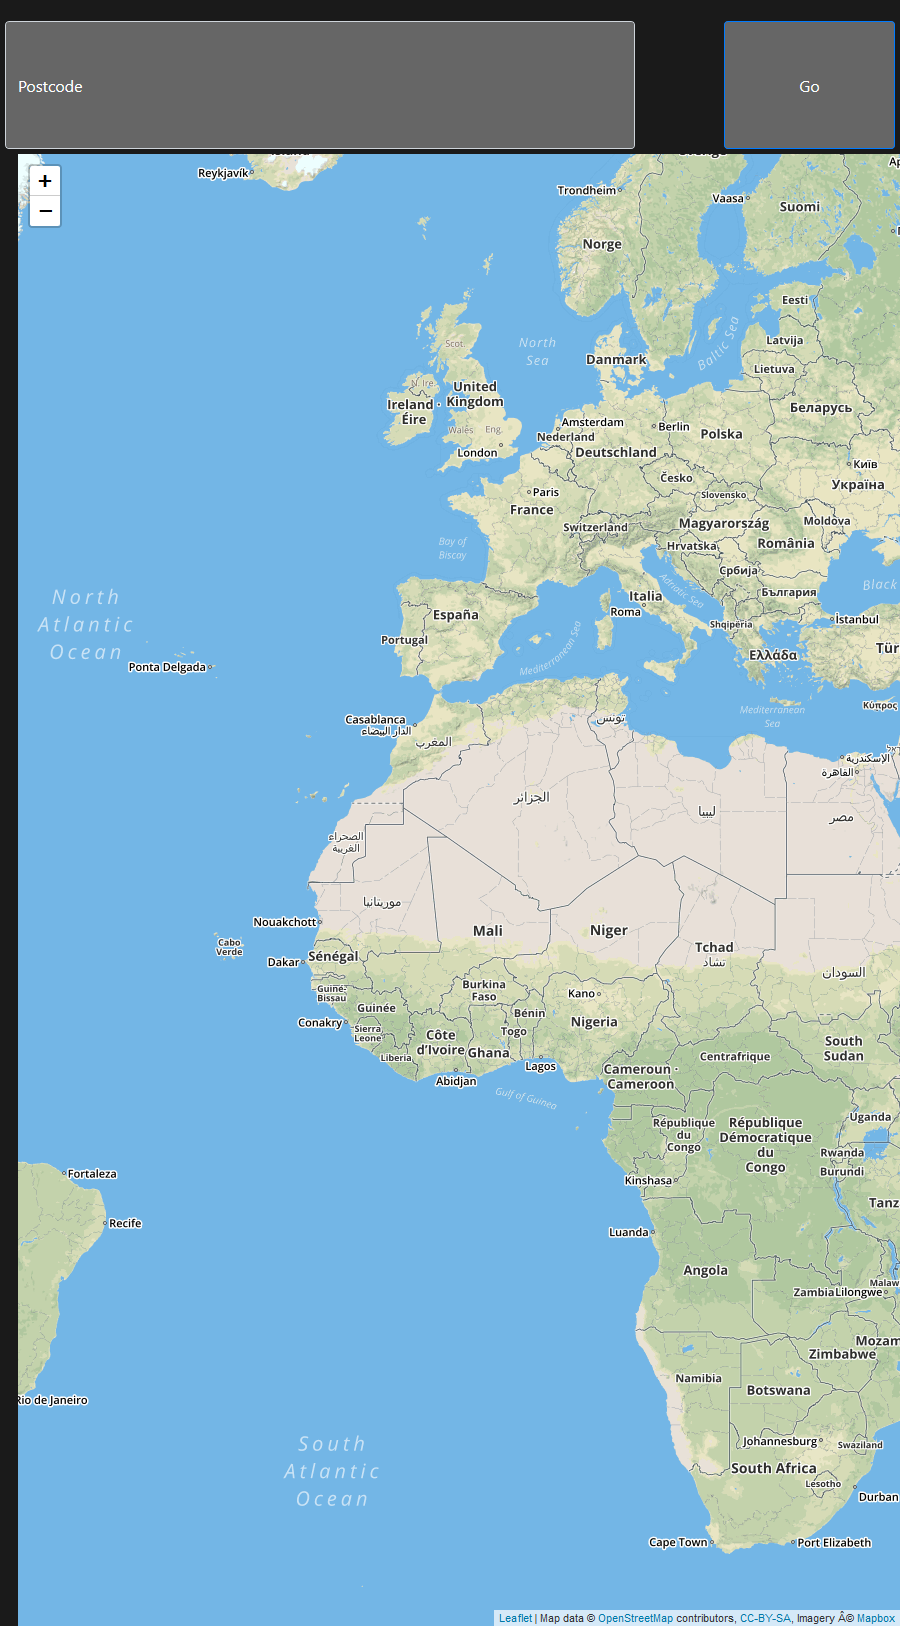 Postcode
Go
+
−
Reykjavík
Trondheim
Vaasa
Suomi
Norge
Eesti
Scot.
North
Sea
Baltic Sea
Latvija
Danmark
Lietuva
N. Ire.
United
Kingdom
Ireland ·
Éire
Беларусь
Wales
Eng.
Amsterdam
Nederland
Berlin
Polska
London
Deutschland
Київ
Україна
Česko
Slovensko
Paris
France
Switzerland
Magyarország
Moldova
Bay of
Biscay
Hrvatska
România
Србија
Adriatic Sea
България
Black
North
Atlantic
Ocean
España
Italia
Roma
Shqipëria
İstanbul
Portugal
Mediterranean Sea
Ελλάδα
Tür
Ponta Delgada
Κύπρος
Mediterranean
Sea
Casablanca
الدار البيضاء
تونس
المغرب
الإسكندرية
القاهرة
الجزائر
ليبيا
مصر
الصحراء
الغربية
موريتانيا
Nouakchott
Cabo
Verde
Mali
Niger
Dakar
Sénégal
Tchad
تشاد
السودان
Guiné-
Bissau
Burkina
Faso
Kano
Guinée
Bénin
Conakry
Sierra
Leone
Togo
Nigeria
Côte
d’Ivoire
Ghana
Liberia
South
Sudan
Centrafrique
Abidjan
Lagos
Cameroun ·
Cameroon
Gulf of Guinea
République
du
Congo
République
Démocratique
du
Congo
Uganda
Rwanda
Burundi
Fortaleza
Kinshasa
Tanz
Recife
Luanda
Angola
Malaw
Zambia
Lilongwe
Mozam
Zimbabwe
Namibia
Botswana
Rio de Janeiro
South
Atlantic
Ocean
Johannesburg
Swaziland
South Africa
Lesotho
Durban
Cape Town
Port Elizabeth
Leaflet | Map data © OpenStreetMap contributors, CC-BY-SA, Imagery Â© Mapbox